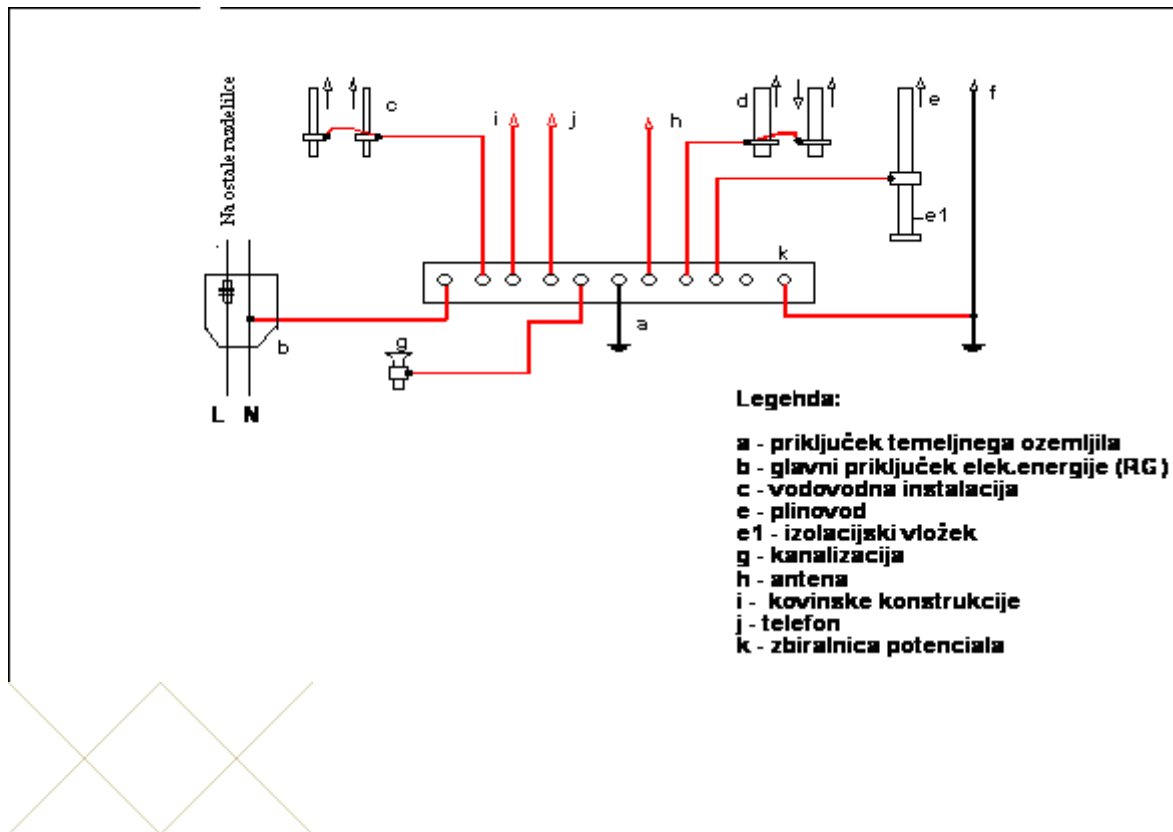 Na ostale razdelilce
c
i
j
h
d
e
f
e1
k
b
g
a
L N
Legenda:
a - priključek temeljnega ozemljila
b - glavni priključek elek.energije (RG)
c - vodovodna instalacija
e - plinovod
e1 - izolacijski vložek
g - kanalizacija
h - antena
i - kovinske konstrukcije
j - telefon
k - zbiralnica potenciala